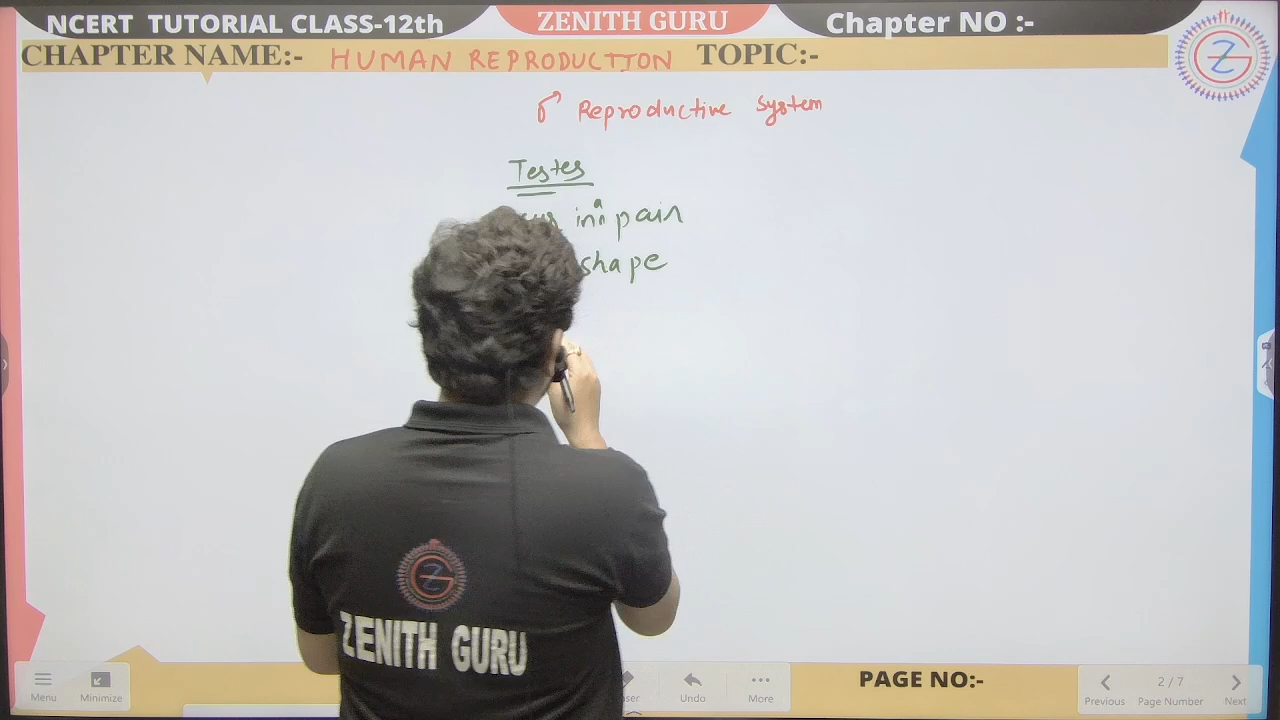 NCERT TUTORIAL CLASS-12th
ZENITH GURU
Chapter NO :-
CHAPTER NAME:- HUMAN REPRODUCTION TOPIC:-
♂ Reproductive System
Testes
in a pair
shape
ZENITH GURU
Menu
Minimize
Undo
More
PAGE NO:-
Previous
2 / 7
Page Number
Next